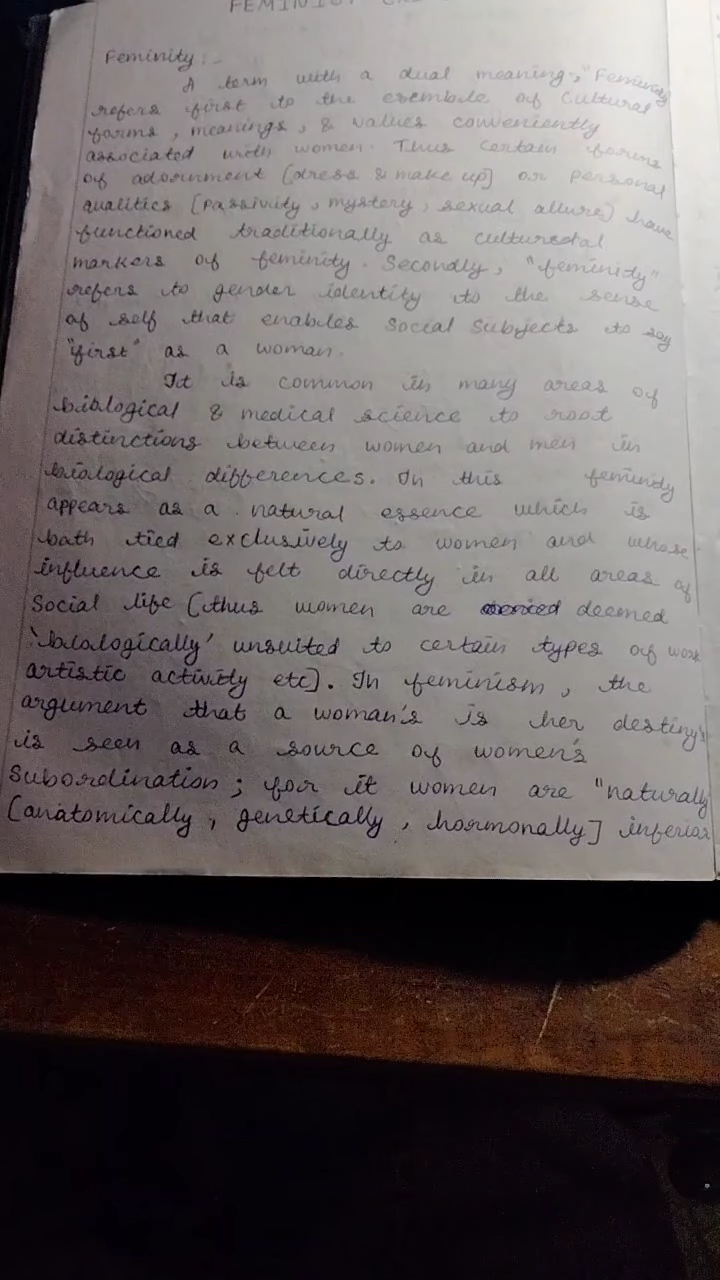 FEMINIST
Feminity :-
A term with a dual meaning, "Feminity
refers first to the esemble of cultural
forms, meanings, & values conveniently
associated with women. Thus certain forms
of adornment [dress & make up] or personal
qualities [passivity, mystery, sexual allure] have
functioned traditionally as culturedal
markers of feminity. Secondly, "feminity"
refers to gender identity to the sense
of self that enables social subjects to say
"first" as a woman.
It is common in many areas of
biological & medical science to root
distinctions between women and men in
biological differences. In this feminity
appears as a natural essence which is
bath tied exclusively to women and whose
influence is felt directly in all areas of
Social life [thus women are deemed
'biologically' unsuited to certain types of work
artistic activity etc]. In feminism, the
argument that a woman's is her destiny's
is seen as a source of women's
Subordination; for it women are "naturally
[anatomically, genetically, hormonally] inferior